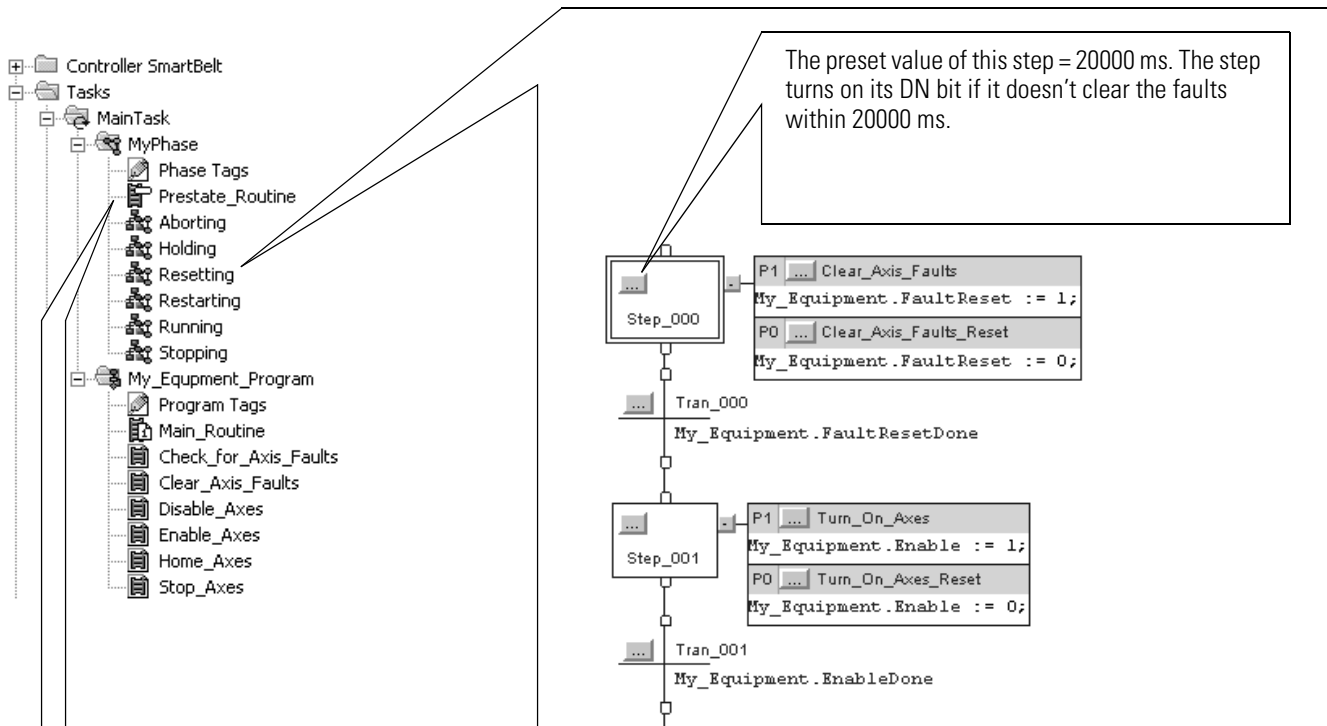 Controller SmartBelt
Tasks
MainTask
MyPhase
Phase Tags
Prestate_Routine
Aborting
Holding
Resetting
Restarting
Running
Stopping
My_Equpment_Program
Program Tags
Main_Routine
Check_for_Axis_Faults
Clear_Axis_Faults
Disable_Axes
Enable_Axes
Home_Axes
Stop_Axes
The preset value of this step = 20000 ms. The step
turns on its DN bit if it doesn't clear the faults
within 20000 ms.
...
Step_000
P1 ... Clear_Axis_Faults
My_Equipment.FaultReset := 1;
P0 ... Clear_Axis_Faults_Reset
My_Equipment.FaultReset := 0;
... Tran_000
My_Equipment.FaultResetDone
...
Step_001
P1 ... Turn_On_Axes
My_Equipment.Enable := 1;
P0 ... Turn_On_Axes_Reset
My_Equipment.Enable := 0;
... Tran_001
My_Equipment.EnableDone